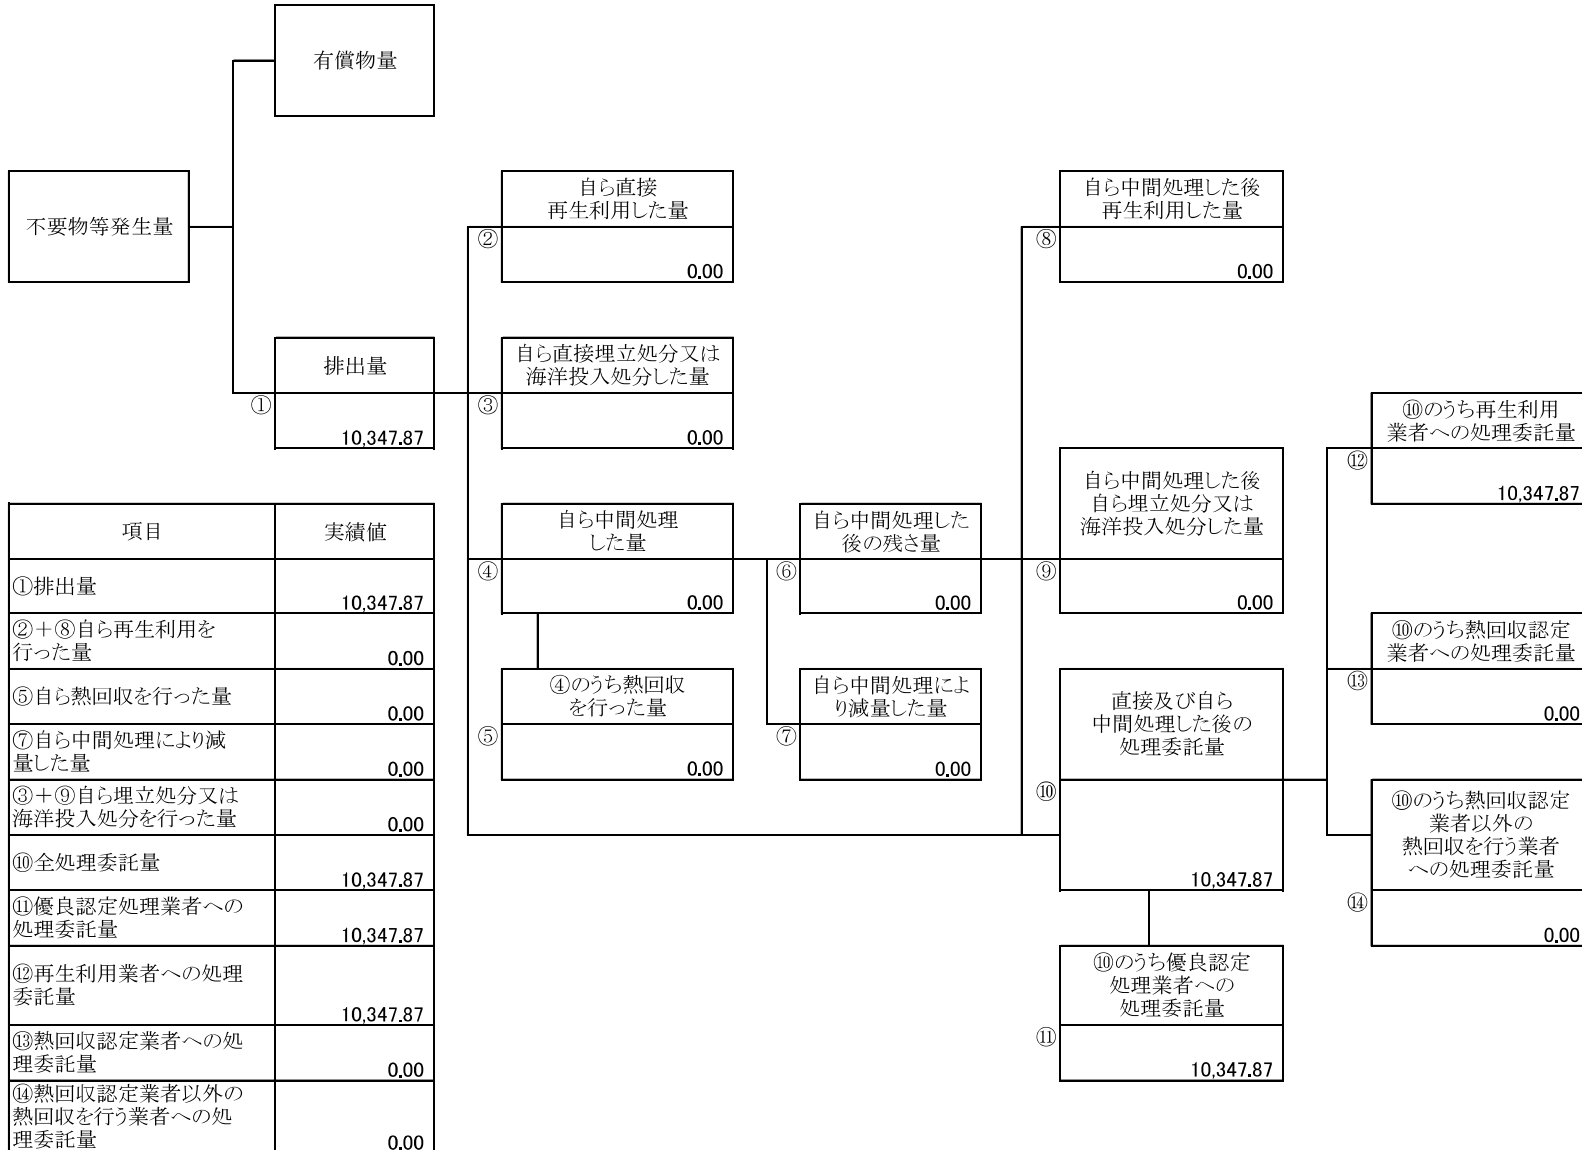 有償物量
不要物等発生量
自ら直接
再生利用した量
②
0.00
自ら中間処理した後
再生利用した量
⑧
0.00
排出量
①
10,347.87
自ら直接埋立処分又は
海洋投入処分した量
③
0.00
⑩のうち再生利用
業者への処理委託量
⑫
10,347.87
自ら中間処理
した量
④
0.00
自ら中間処理した
後の残さ量
⑥
0.00
自ら中間処理した後
自ら埋立処分又は
海洋投入処分した量
⑨
0.00
⑩のうち熱回収認定
業者への処理委託量
⑬
0.00
④のうち熱回収
を行った量
⑤
0.00
自ら中間処理によ
り減量した量
⑦
0.00
直接及び自ら
中間処理した後の
処理委託量
⑩
10,347.87
⑩のうち熱回収認定
業者以外の
熱回収を行う業者
への処理委託量
⑭
0.00
⑩のうち優良認定
処理業者への
処理委託量
⑪
10,347.87
項目 実績値
①排出量
10,347.87
②+⑧自ら再生利用を
行った量
0.00
⑤自ら熱回収を行った量
0.00
⑦自ら中間処理により減
量した量
0.00
③+⑨自ら埋立処分又は
海洋投入処分を行った量
0.00
⑩全処理委託量
10,347.87
⑪優良認定処理業者への
処理委託量
10,347.87
⑫再生利用業者への処理
委託量
10,347.87
⑬熱回収認定業者への処
理委託量
0.00
⑭熱回収認定業者以外の
熱回収を行う業者への処
理委託量
0.00